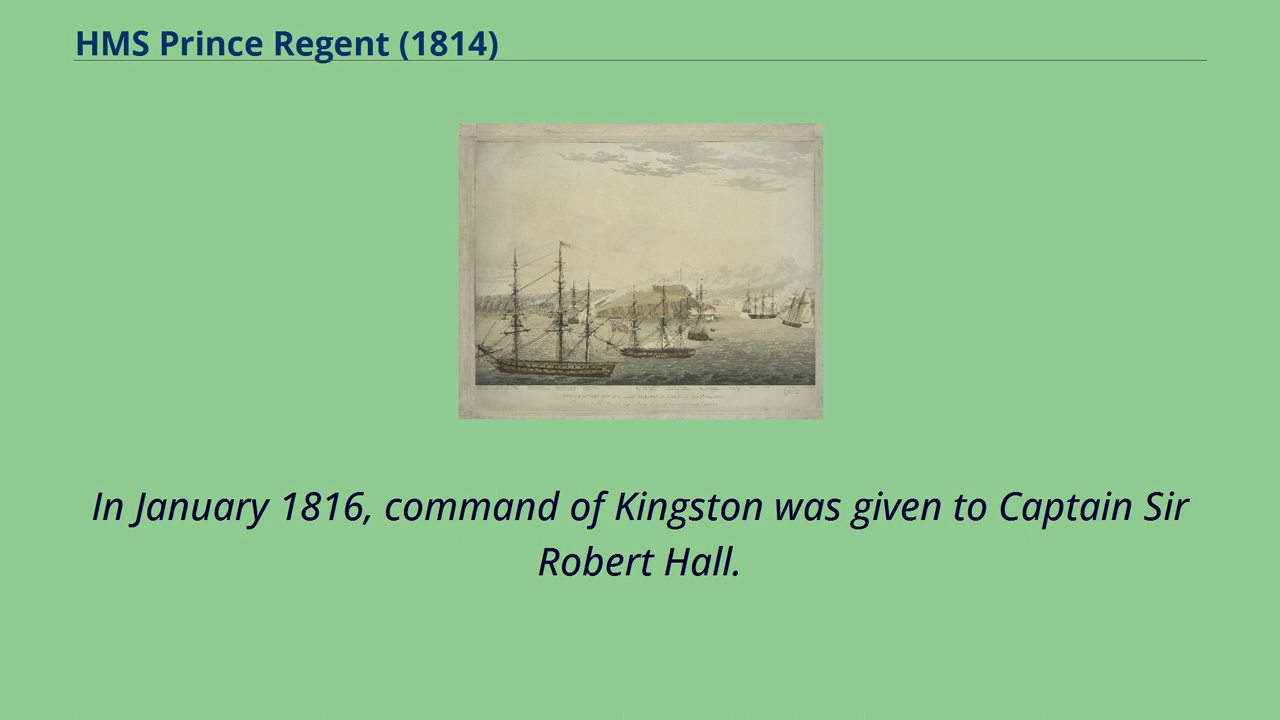 HMS Prince Regent (1814)
In January 1816, command of Kingston was given to Captain Sir
Robert Hall.